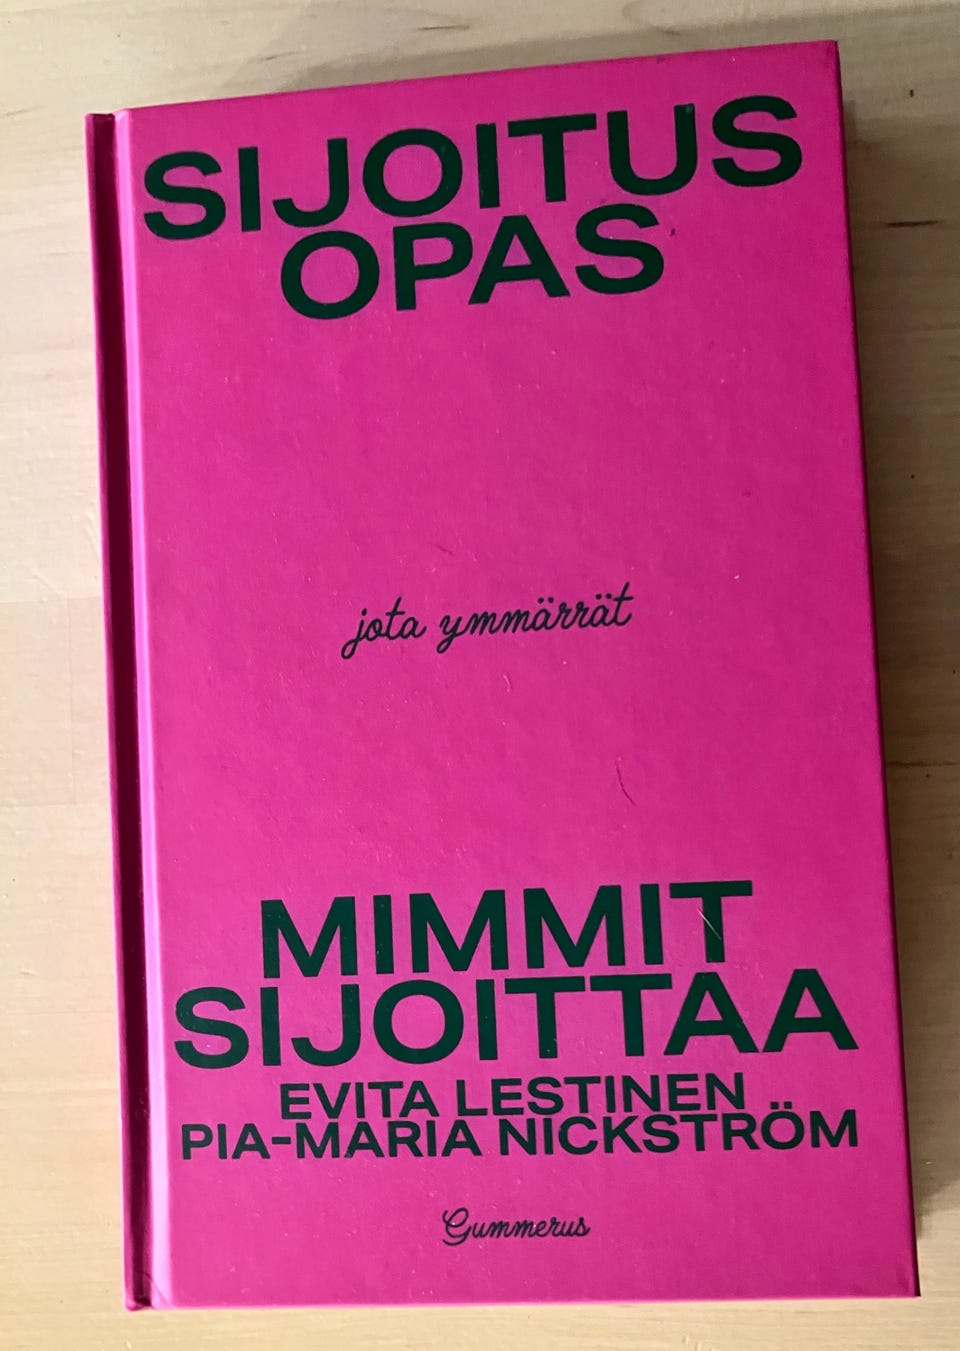 SIJOITUS
OPAS
jota ymmärrät
MIMMIT
SIJOITTAA
EVITA LESTINEN
PIA-MARIA NICKSTRÖM
Gummerus